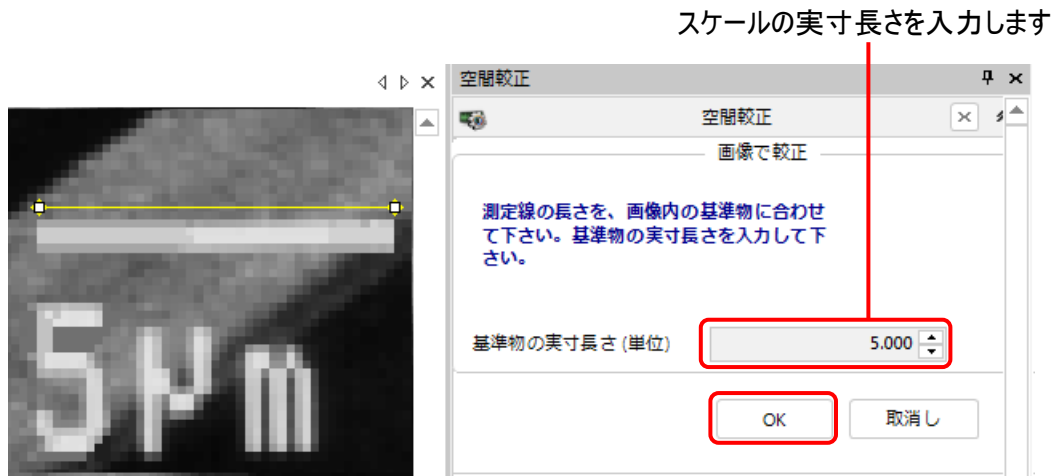 スケールの実寸長さを入力します
空間較正
空間較正
画像で較正
測定線の長さを、画像内の基準物に合わせ
て下さい。基準物の実寸長さを入力して下
さい。
基準物の実寸長さ (単位)
5.000
OK
取消し
5μm